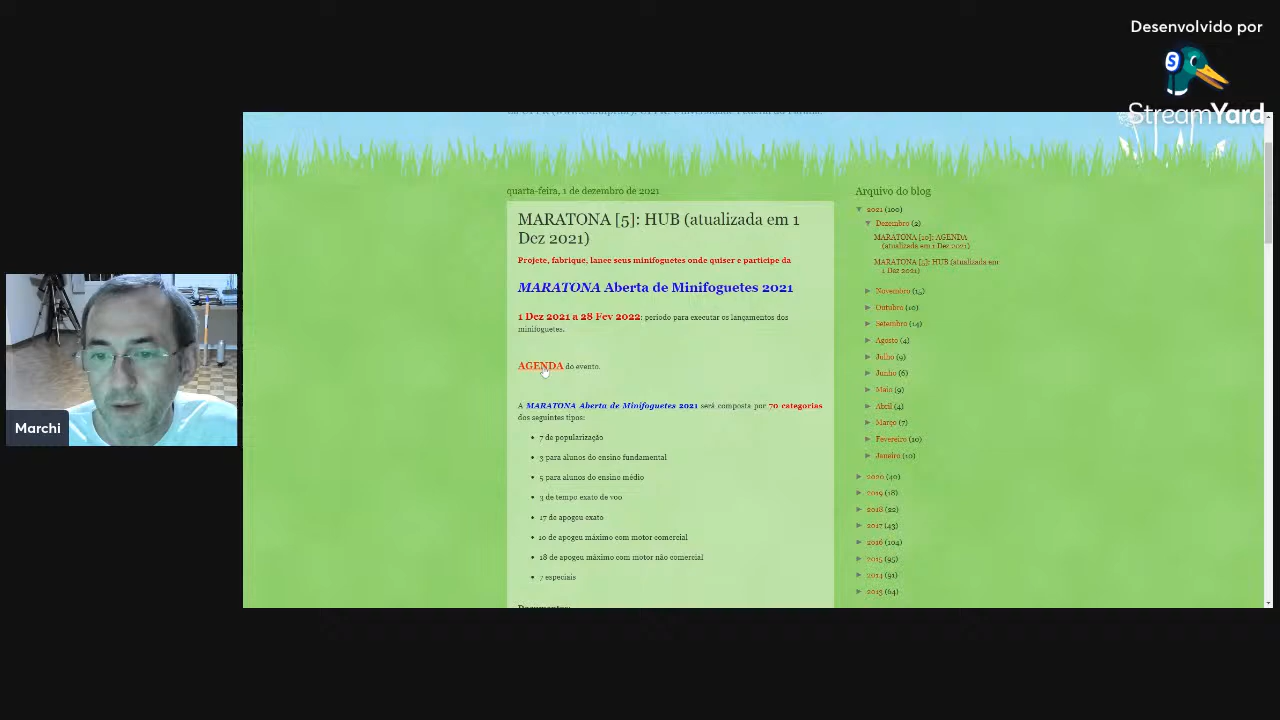 Desenvolvido por
StreamYard
quarta-feira, 1 de dezembro de 2021
MARATONA [5]: HUB (atualizada em 1
Dez 2021)
Projete, fabrique, lance seus minifoguetes onde quiser e participe da
MARATONA Aberta de Minifoguetes 2021
1 Dez 2021 a 28 Fev 2022: período para executar os lançamentos dos
minifoguetes.
AGENDA do evento.
A MARATONA Aberta de Minifoguetes 2021 será composta por 70 categorias
dos seguintes tipos:
7 de popularização
3 para alunos do ensino fundamental
5 para alunos do ensino médio
3 de tempo exato de voo
17 de apogeu exato
10 de apogeu máximo com motor comercial
18 de apogeu máximo com motor não comercial
7 especiais
Arquivo do blog
2021 (100)
Dezembro (2)
MARATONA [10]: AGENDA
(atualizada em 1 Dez 2021)
MARATONA [5]: HUB (atualizada em
1 Dez 2021)
Novembro (15)
Outubro (10)
Setembro (14)
Agosto (4)
Julho (9)
Junho (6)
Maio (9)
Abril (4)
Março (7)
Fevereiro (10)
Janeiro (10)
2020 (40)
2019 (18)
2018 (22)
2017 (43)
2016 (104)
2015 (95)
2014 (91)
2013 (64)
Marchi